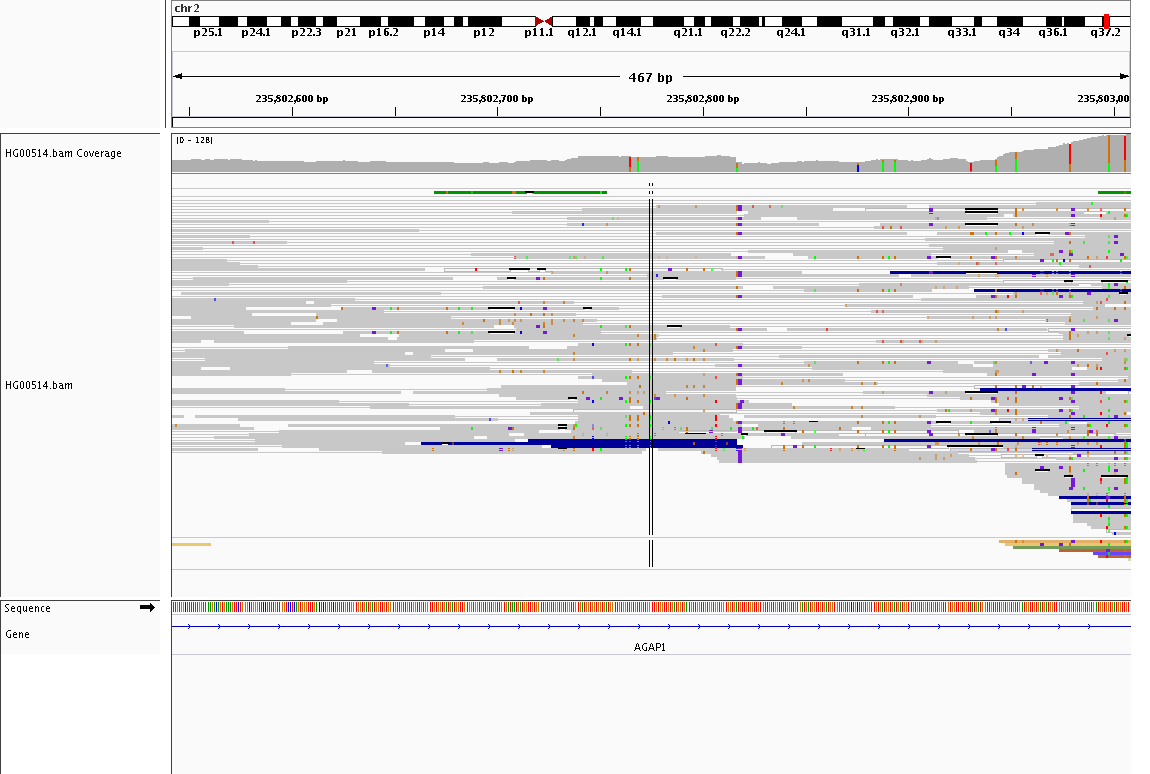 chr2
p25.1 p24.1 p22.3 p21 p16.2 p14 p12 p11.1 q12.1 q14.1 q21.1 q22.2 q24.1 q31.1 q32.1 q33.1 q34 q36.1 q37.2
467 bp
235,802,600 bp 235,802,700 bp 235,802,800 bp 235,802,900 bp 235,803,00
HG00514.bam Coverage
[0 - 128]
HG00514.bam
Sequence
Gene
AGAP1